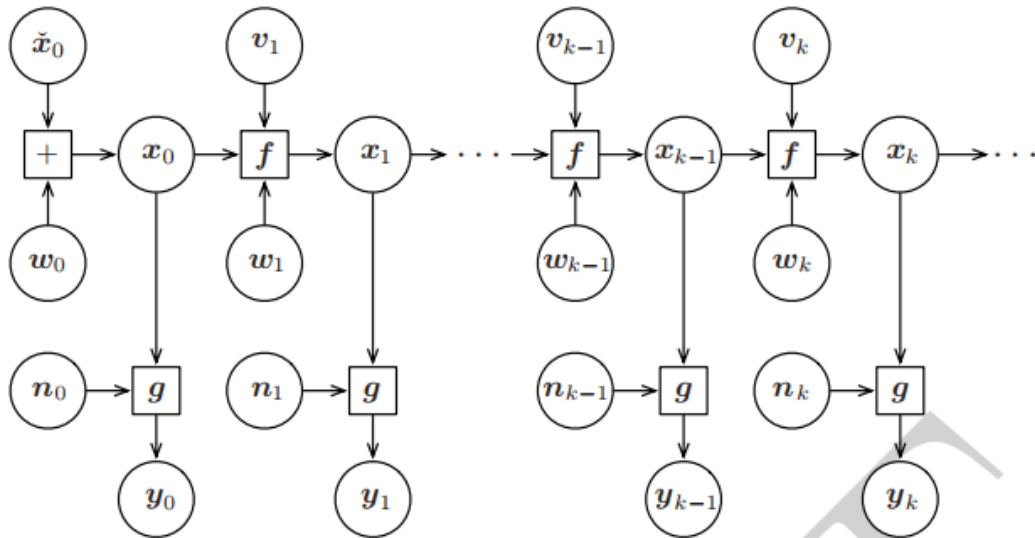 x̌₀ v₁ vₖ₋₁ vₖ
+ x₀ f x₁ ⋯ f xₖ₋₁ f xₖ ⋯
w₀ w₁ wₖ₋₁ wₖ
n₀ g n₁ g nₖ₋₁ g nₖ g
y₀ y₁ yₖ₋₁ yₖ